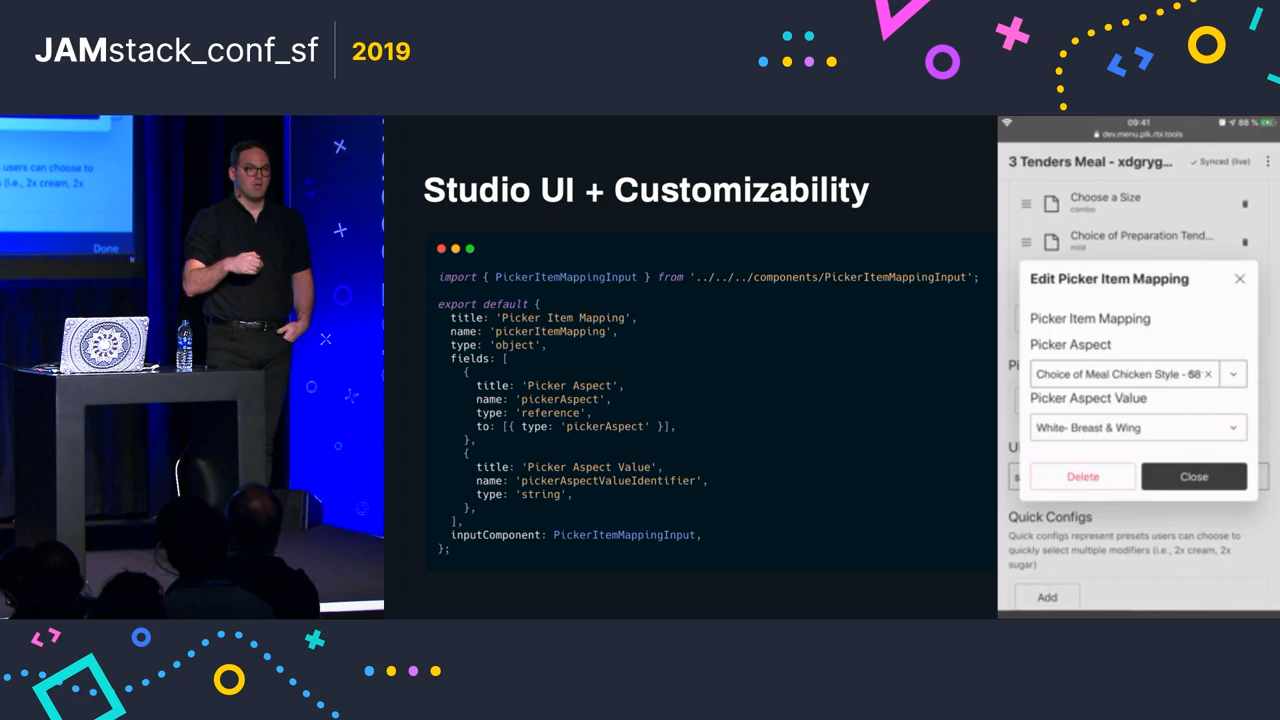 JAMstack_conf_sf
2019
users can choose to
s (i.e., 2x cream, 2x
Done
Studio UI + Customizability
import { PickerItemMappingInput } from '../../../components/PickerItemMappingInput';
export default {
title: 'Picker Item Mapping',
name: 'pickerItemMapping',
type: 'object',
fields: [
{
title: 'Picker Aspect',
name: 'pickerAspect',
type: 'reference',
to: [{ type: 'pickerAspect' }],
},
{
title: 'Picker Aspect Value',
name: 'pickerAspectValueIdentifier',
type: 'string',
},
],
inputComponent: PickerItemMappingInput,
};
09:41
88 %
dev.menu.plk.rbi.tools
3 Tenders Meal - xdgryg...
✓ Synced (live)
Choose a Size
combo
Choice of Preparation Tend...
mild
Edit Picker Item Mapping
Picker Item Mapping
Picker Aspect
Choice of Meal Chicken Style - 68
Picker Aspect Value
White- Breast & Wing
Delete
Close
Quick Configs
Quick configs represent presets users can choose to
quickly select multiple modifiers (i.e., 2x cream, 2x
sugar)
Add